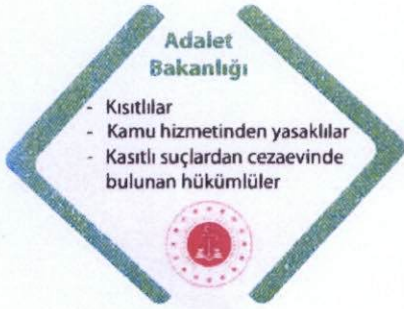 Adalet
Bakanlığı
- Kısıtlılar
- Kamu hizmetinden yasaklılar
- Kasıtlı suçlardan cezaevinde
bulunan hükümlüler